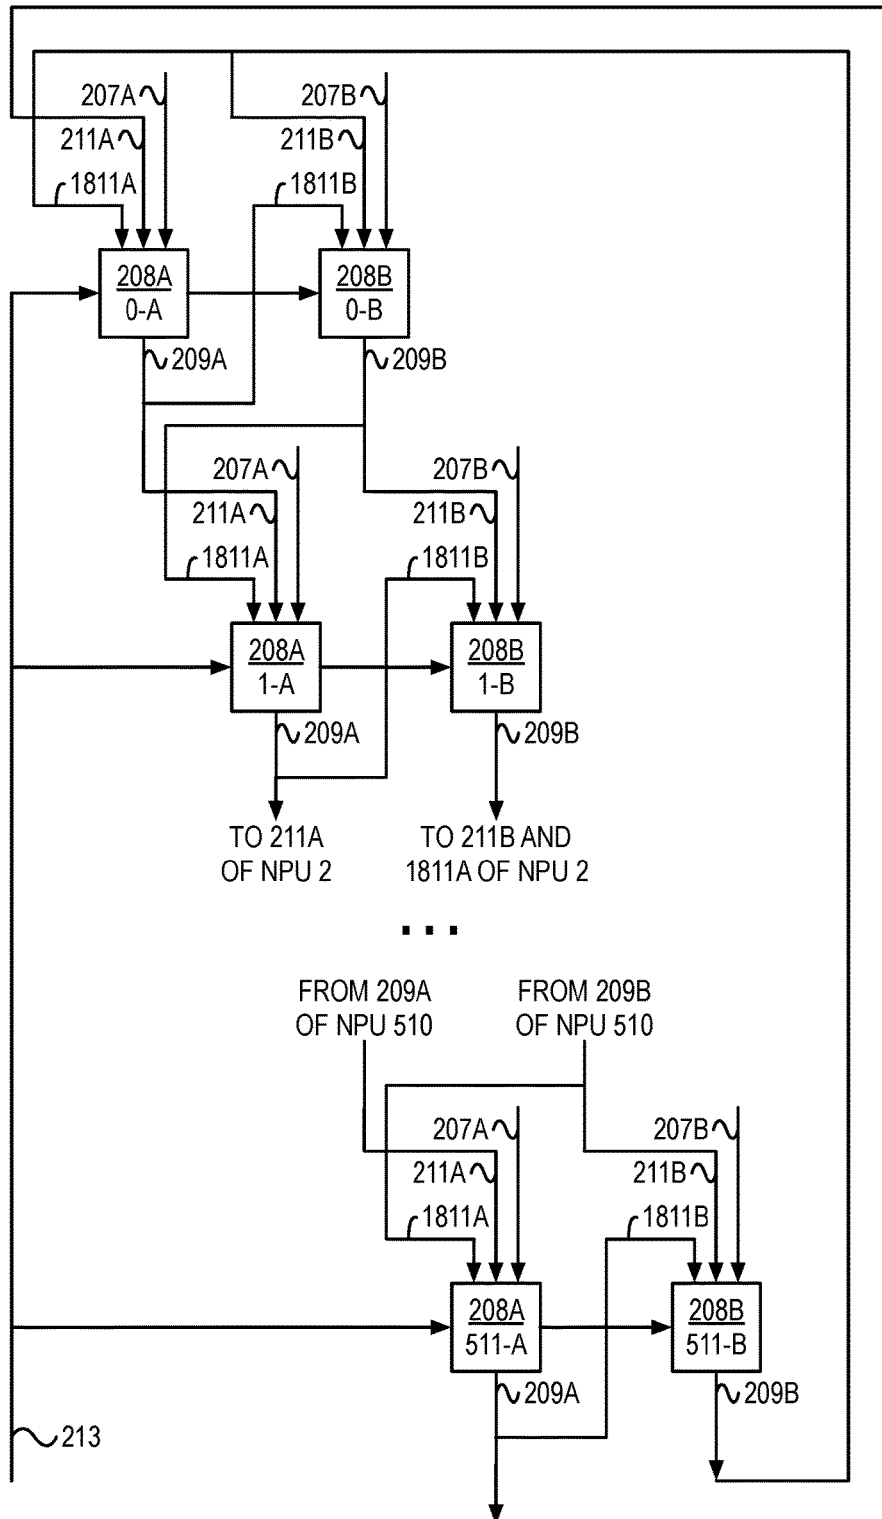 207A
207B
211A
211B
1811A
1811B
208A
0-A
208B
0-B
209A
209B
207A
207B
211A
211B
1811A
1811B
208A
1-A
208B
1-B
209A
209B
TO 211A
OF NPU 2
TO 211B AND
1811A OF NPU 2
...
FROM 209A
OF NPU 510
FROM 209B
OF NPU 510
207A
207B
211A
211B
1811A
1811B
208A
511-A
208B
511-B
209A
209B
213